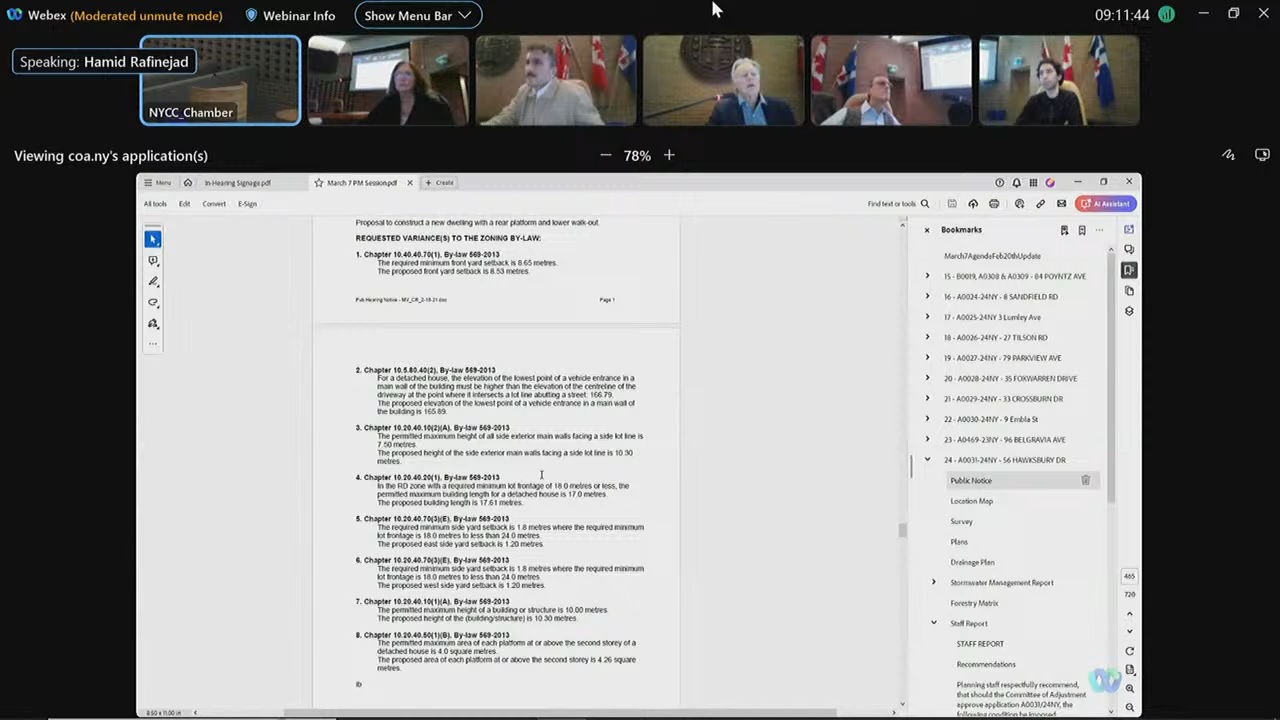 Webex (Moderated unmute mode) Webinar Info Show Menu Bar 09:11:44
Speaking: Hamid Rafinejad
NYCC_Chamber
Viewing coa.ny's application(s) 78%
Menu In-Hearing Signage.pdf March 7 PM Session.pdf Create
All tools Edit Convert E-Sign Find text or tools AI Assistant
Proposal to construct a new dwelling with a rear platform and lower walk-out.
REQUESTED VARIANCE(S) TO THE ZONING BY-LAW:
1. Chapter 10.40.40.70(1), By-law 569-2013
The required minimum front yard setback is 8.65 metres.
The proposed front yard setback is 8.53 metres.
Pub Hearing Notice - MV_CR_2-18-21.doc Page 1
2. Chapter 10.5.80.40(2), By-law 569-2013
For a detached house, the elevation of the lowest point of a vehicle entrance in a
main wall of the building must be higher than the elevation of the centreline of the
driveway at the point where it intersects a lot line abutting a street. 166.79.
The proposed elevation of the lowest point of a vehicle entrance in a main wall of
the building is 165.89.
3. Chapter 10.20.40.10(2)(A), By-law 569-2013
The permitted maximum height of all side exterior main walls facing a side lot line is
7.50 metres.
The proposed height of the side exterior main walls facing a side lot line is 10.30
metres.
4. Chapter 10.20.40.20(1), By-law 569-2013
In the RD zone with a required minimum lot frontage of 18.0 metres or less, the
permitted maximum building length for a detached house is 17.0 metres.
The proposed building length is 17.61 metres.
5. Chapter 10.20.40.70(3)(E), By-law 569-2013
The required minimum side yard setback is 1.8 metres where the required minimum
lot frontage is 18.0 metres to less than 24.0 metres.
The proposed east side yard setback is 1.20 metres.
6. Chapter 10.20.40.70(3)(E), By-law 569-2013
The required minimum side yard setback is 1.8 metres where the required minimum
lot frontage is 18.0 metres to less than 24.0 metres.
The proposed west side yard setback is 1.20 metres.
7. Chapter 10.20.40.10(1)(A), By-law 569-2013
The permitted maximum height of a building or structure is 10.00 metres.
The proposed height of the (building/structure) is 10.30 metres.
8. Chapter 10.20.40.50(1)(B), By-law 569-2013
The permitted maximum area of each platform at or above the second storey of a
detached house is 4.0 square metres.
The proposed area of each platform at or above the second storey is 4.26 square
metres.
8.50 x 11.00 in
Bookmarks
March7AgendaFeb20thUpdate
15 - B0019, A0308 & A0309 - 84 POYNTZ AVE
16 - A0024-24NY - 8 SANDFIELD RD
17 - A0025-24NY 3 Lumley Ave
18 - A0026-24NY - 27 TILSON RD
19 - A0027-24NY - 79 PARKVIEW AVE
20 - A0028-24NY - 35 FOXWARREN DRIVE
21 - A0029-24NY - 33 CROSSBURN DR
22 - A0030-24NY - 9 Embla St
23 - A0469-23NY - 96 BELGRAVIA AVE
24 - A0031-24NY - 56 HAWKSBURY DR
Public Notice
Location Map
Survey
Plans
Drainage Plan
Stormwater Management Report
Forestry Matrix
Staff Report
STAFF REPORT
Recommendations
Planning staff respectfully recommend,
that should the Committee of Adjustment
approve application A0031/24NY, the
following condition be imposed
465
720